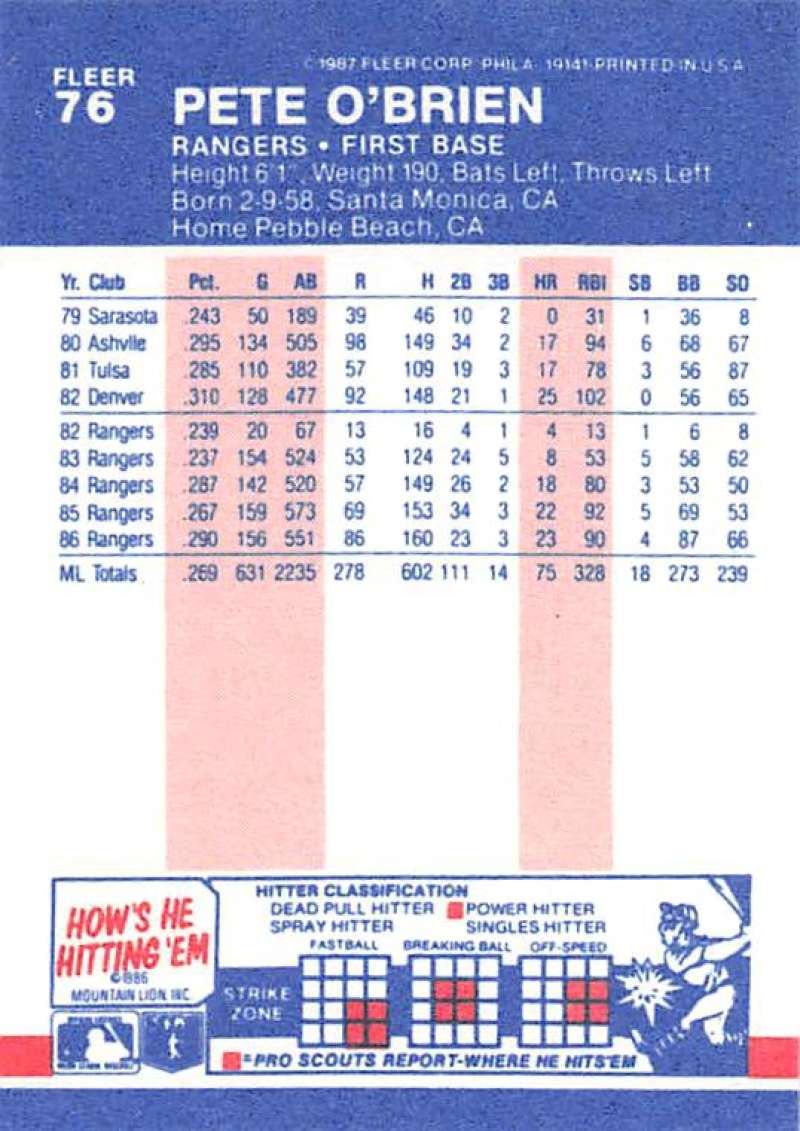 © 1987 FLEER CORP. PHILA. 19141-PRINTED IN U.S.A.
FLEER
76
PETE O'BRIEN
RANGERS • FIRST BASE
Height 6'1", Weight 190, Bats Left, Throws Left
Born 2-9-58, Santa Monica, CA
Home Pebble Beach, CA
Yr. Club Pct. G AB R H 2B 3B HR RBI SB BB SO
79 Sarasota .243 50 189 39 46 10 2 0 31 1 36 8
80 Ashvlle .295 134 505 98 149 34 2 17 94 6 68 67
81 Tulsa .285 110 382 57 109 19 3 17 78 3 56 87
82 Denver .310 128 477 92 148 21 1 25 102 0 56 65
82 Rangers .239 20 67 13 16 4 1 4 13 1 6 8
83 Rangers .237 154 524 53 124 24 5 8 53 5 58 62
84 Rangers .287 142 520 57 149 26 2 18 80 3 53 50
85 Rangers .267 159 573 69 153 34 3 22 92 5 69 53
86 Rangers .290 156 551 86 160 23 3 23 90 4 87 66
ML Totals .269 631 2235 278 602 111 14 75 328 18 273 239
HOW'S HE
HITTING 'EM
©1986
MOUNTAIN LION INC.
HITTER CLASSIFICATION
DEAD PULL HITTER POWER HITTER
SPRAY HITTER SINGLES HITTER
FASTBALL BREAKING BALL OFF-SPEED
STRIKE
ZONE
=PRO SCOUTS REPORT-WHERE HE HITS'EM